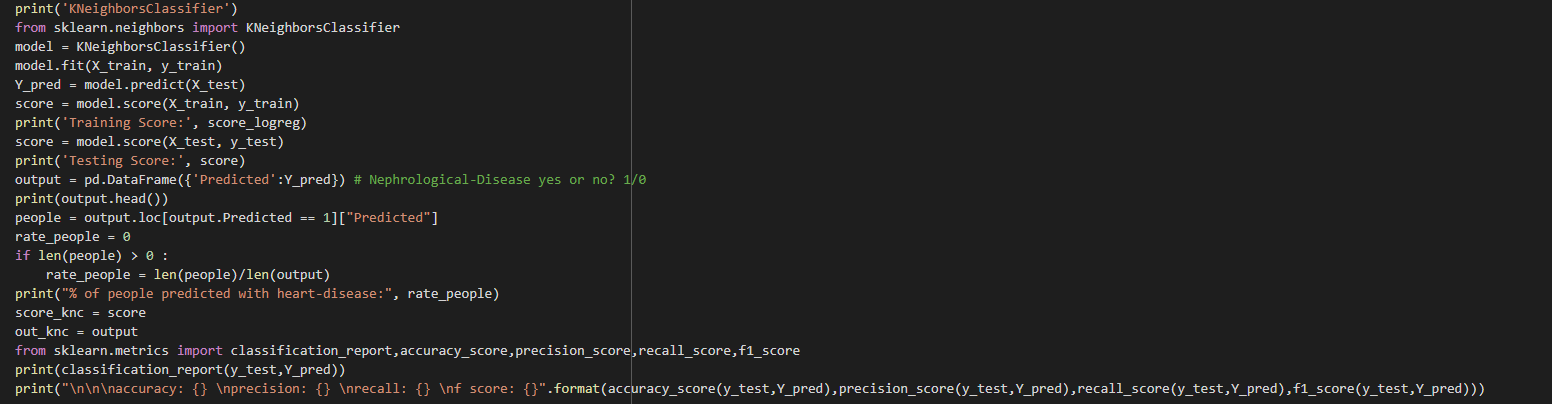 print('KNeighborsClassifier')
from sklearn.neighbors import KNeighborsClassifier
model = KNeighborsClassifier()
model.fit(X_train, y_train)
Y_pred = model.predict(X_test)
score = model.score(X_train, y_train)
print('Training Score:', score_logreg)
score = model.score(X_test, y_test)
print('Testing Score:', score)
output = pd.DataFrame({'Predicted':Y_pred}) # Nephrological-Disease yes or no? 1/0
print(output.head())
people = output.loc[output.Predicted == 1]["Predicted"]
rate_people = 0
if len(people) > 0 :
    rate_people = len(people)/len(output)
print("% of people predicted with heart-disease:", rate_people)
score_knc = score
out_knc = output
from sklearn.metrics import classification_report,accuracy_score,precision_score,recall_score,f1_score
print(classification_report(y_test,Y_pred))
print("\n\n\naccuracy: {} \nprecision: {} \nrecall: {} \nf score: {}".format(accuracy_score(y_test,Y_pred),precision_score(y_test,Y_pred),recall_score(y_test,Y_pred),f1_score(y_test,Y_pred)))